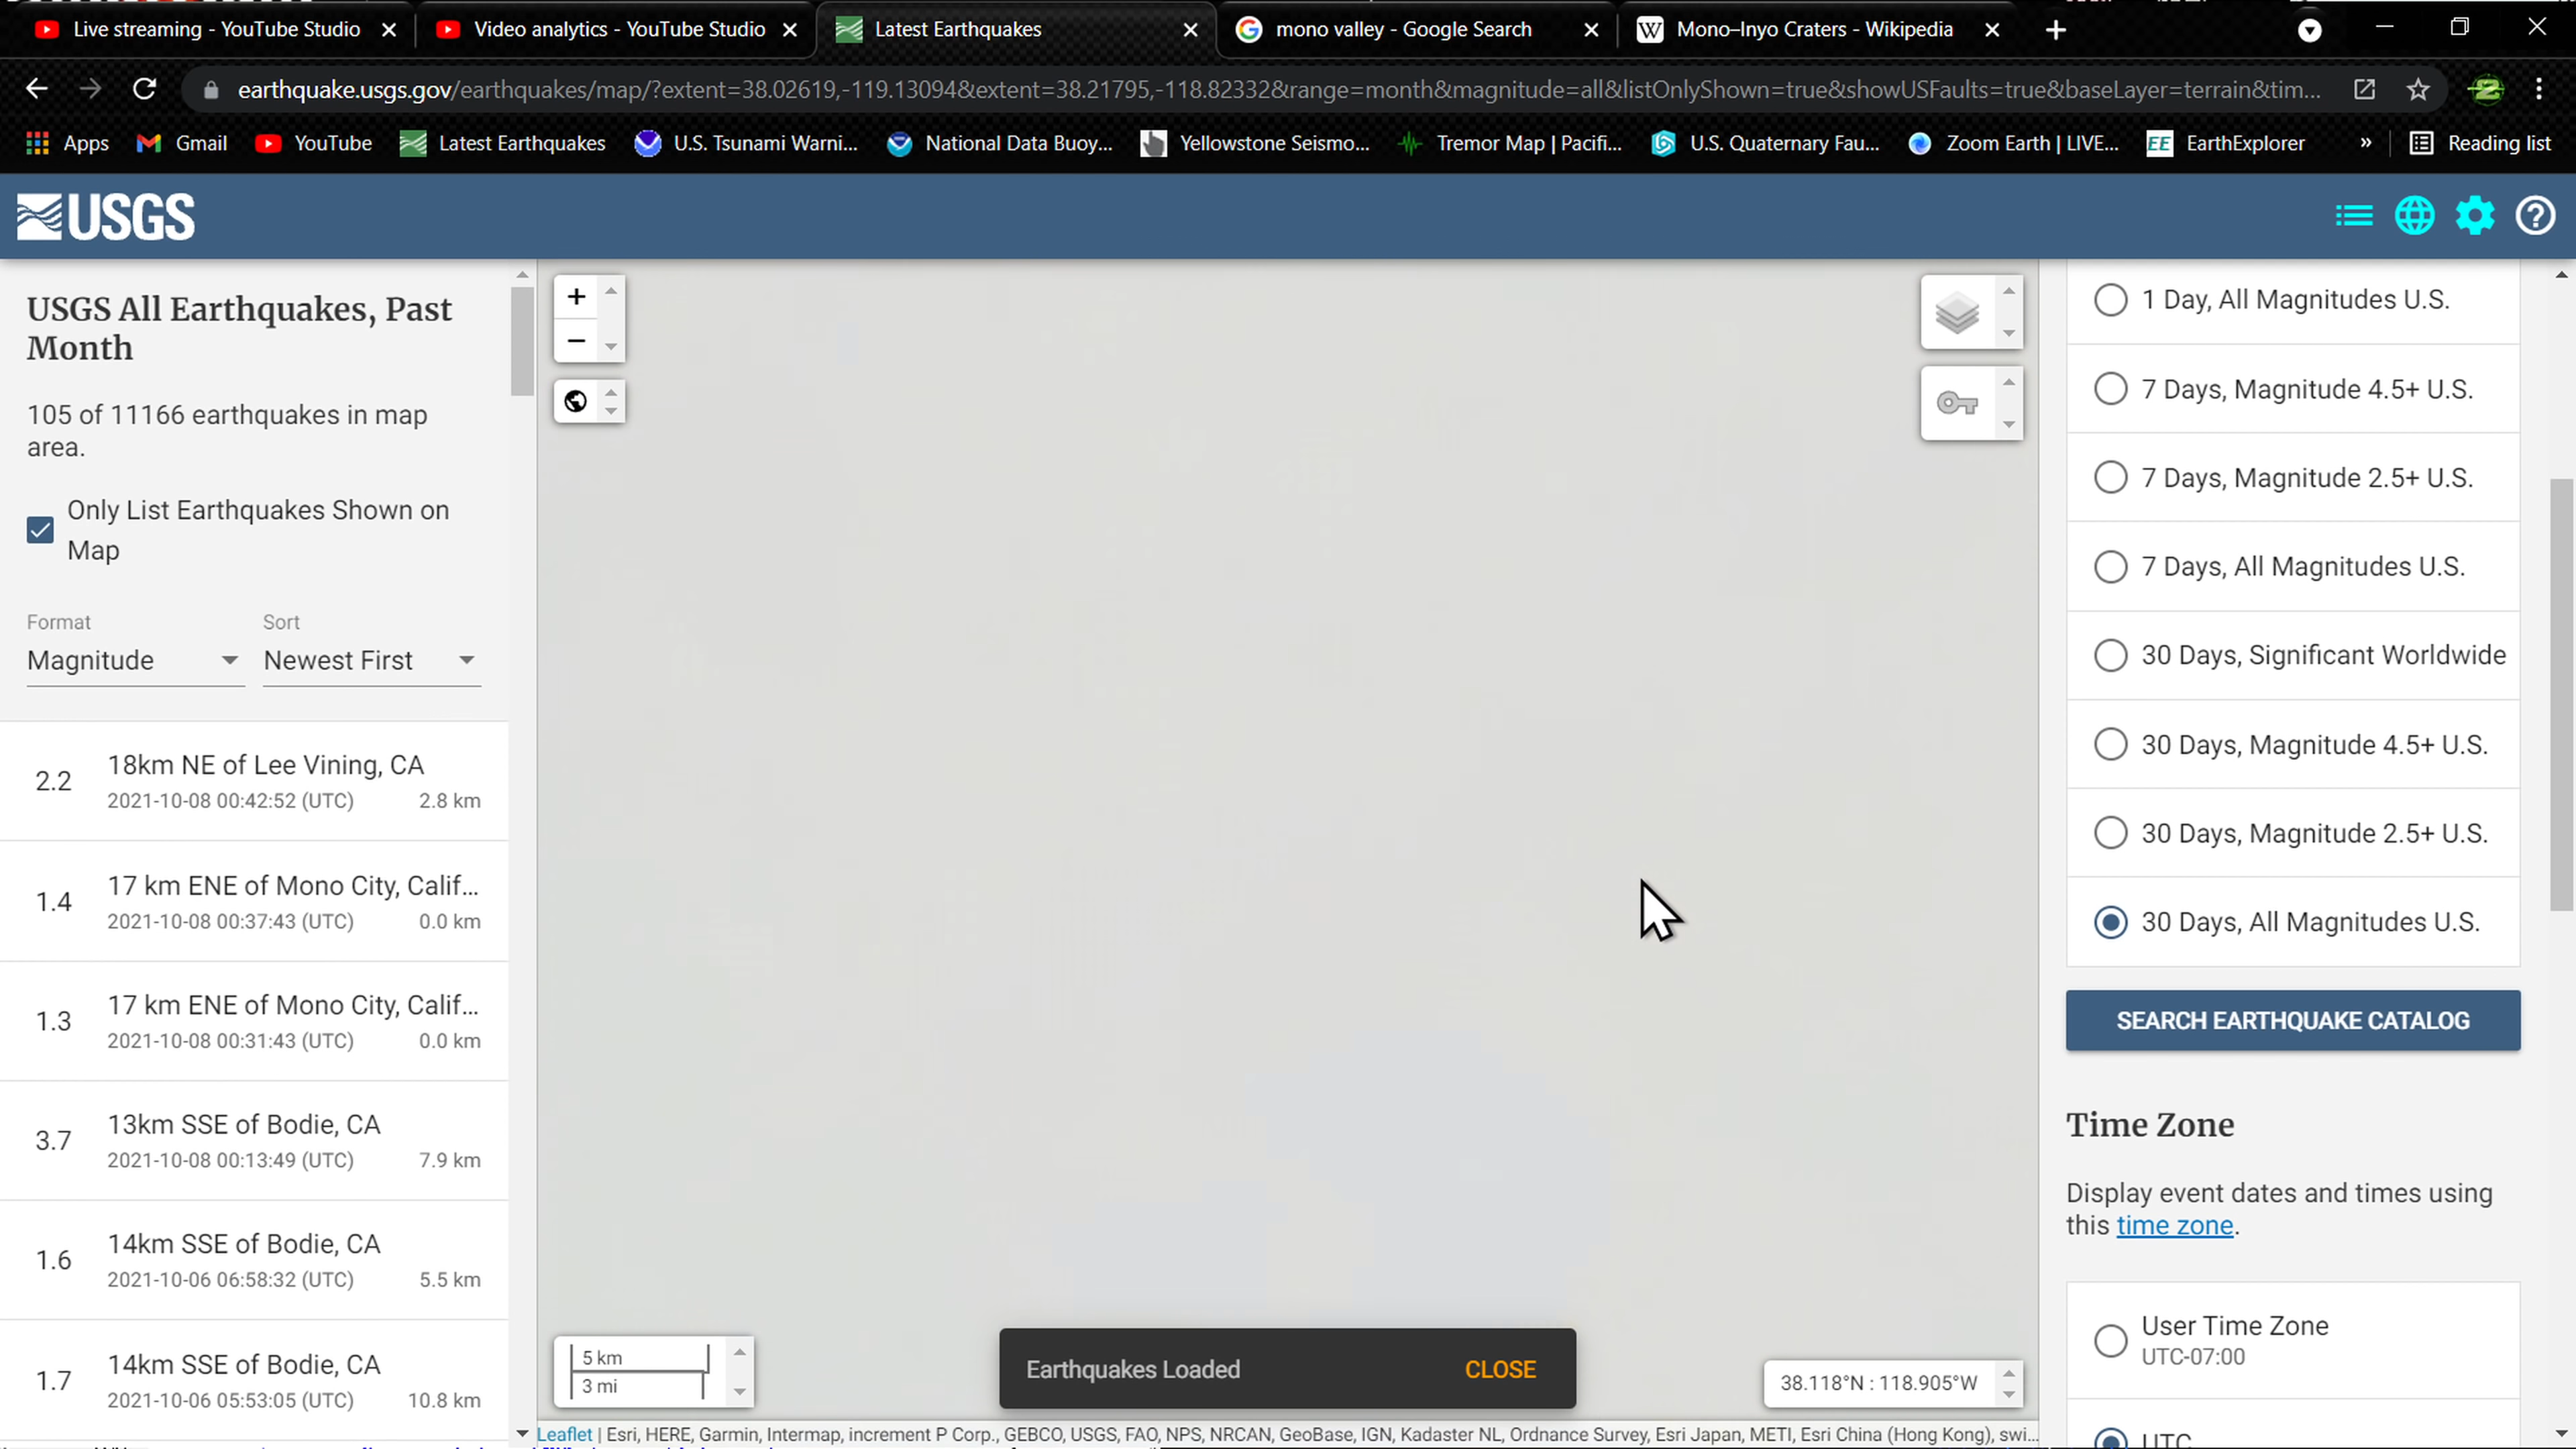 Live streaming - YouTube Studio
Video analytics - YouTube Studio
Latest Earthquakes
mono valley - Google Search
Mono–Inyo Craters - Wikipedia
earthquake.usgs.gov/earthquakes/map/?extent=38.02619,-119.13094&extent=38.21795,-118.82332&range=month&magnitude=all&listOnlyShown=true&showUSFaults=true&baseLayer=terrain&tim...
Apps
Gmail
YouTube
Latest Earthquakes
U.S. Tsunami Warni...
National Data Buoy...
Yellowstone Seismo...
Tremor Map | Pacifi...
U.S. Quaternary Fau...
Zoom Earth | LIVE...
EE
EarthExplorer
»
Reading list
USGS
USGS All Earthquakes, Past
Month
105 of 11166 earthquakes in map
area.
Only List Earthquakes Shown on
Map
Format
Sort
Magnitude
Newest First
2.2
18km NE of Lee Vining, CA
2021-10-08 00:42:52 (UTC)
2.8 km
1.4
17 km ENE of Mono City, Calif...
2021-10-08 00:37:43 (UTC)
0.0 km
1.3
17 km ENE of Mono City, Calif...
2021-10-08 00:31:43 (UTC)
0.0 km
3.7
13km SSE of Bodie, CA
2021-10-08 00:13:49 (UTC)
7.9 km
1.6
14km SSE of Bodie, CA
2021-10-06 06:58:32 (UTC)
5.5 km
1.7
14km SSE of Bodie, CA
2021-10-06 05:53:05 (UTC)
10.8 km
+
−
5 km
3 mi
Earthquakes Loaded
CLOSE
38.118°N : 118.905°W
Leaflet | Esri, HERE, Garmin, Intermap, increment P Corp., GEBCO, USGS, FAO, NPS, NRCAN, GeoBase, IGN, Kadaster NL, Ordnance Survey, Esri Japan, METI, Esri China (Hong Kong), swi...
1 Day, All Magnitudes U.S.
7 Days, Magnitude 4.5+ U.S.
7 Days, Magnitude 2.5+ U.S.
7 Days, All Magnitudes U.S.
30 Days, Significant Worldwide
30 Days, Magnitude 4.5+ U.S.
30 Days, Magnitude 2.5+ U.S.
30 Days, All Magnitudes U.S.
SEARCH EARTHQUAKE CATALOG
Time Zone
Display event dates and times using
this time zone.
User Time Zone
UTC-07:00
UTC